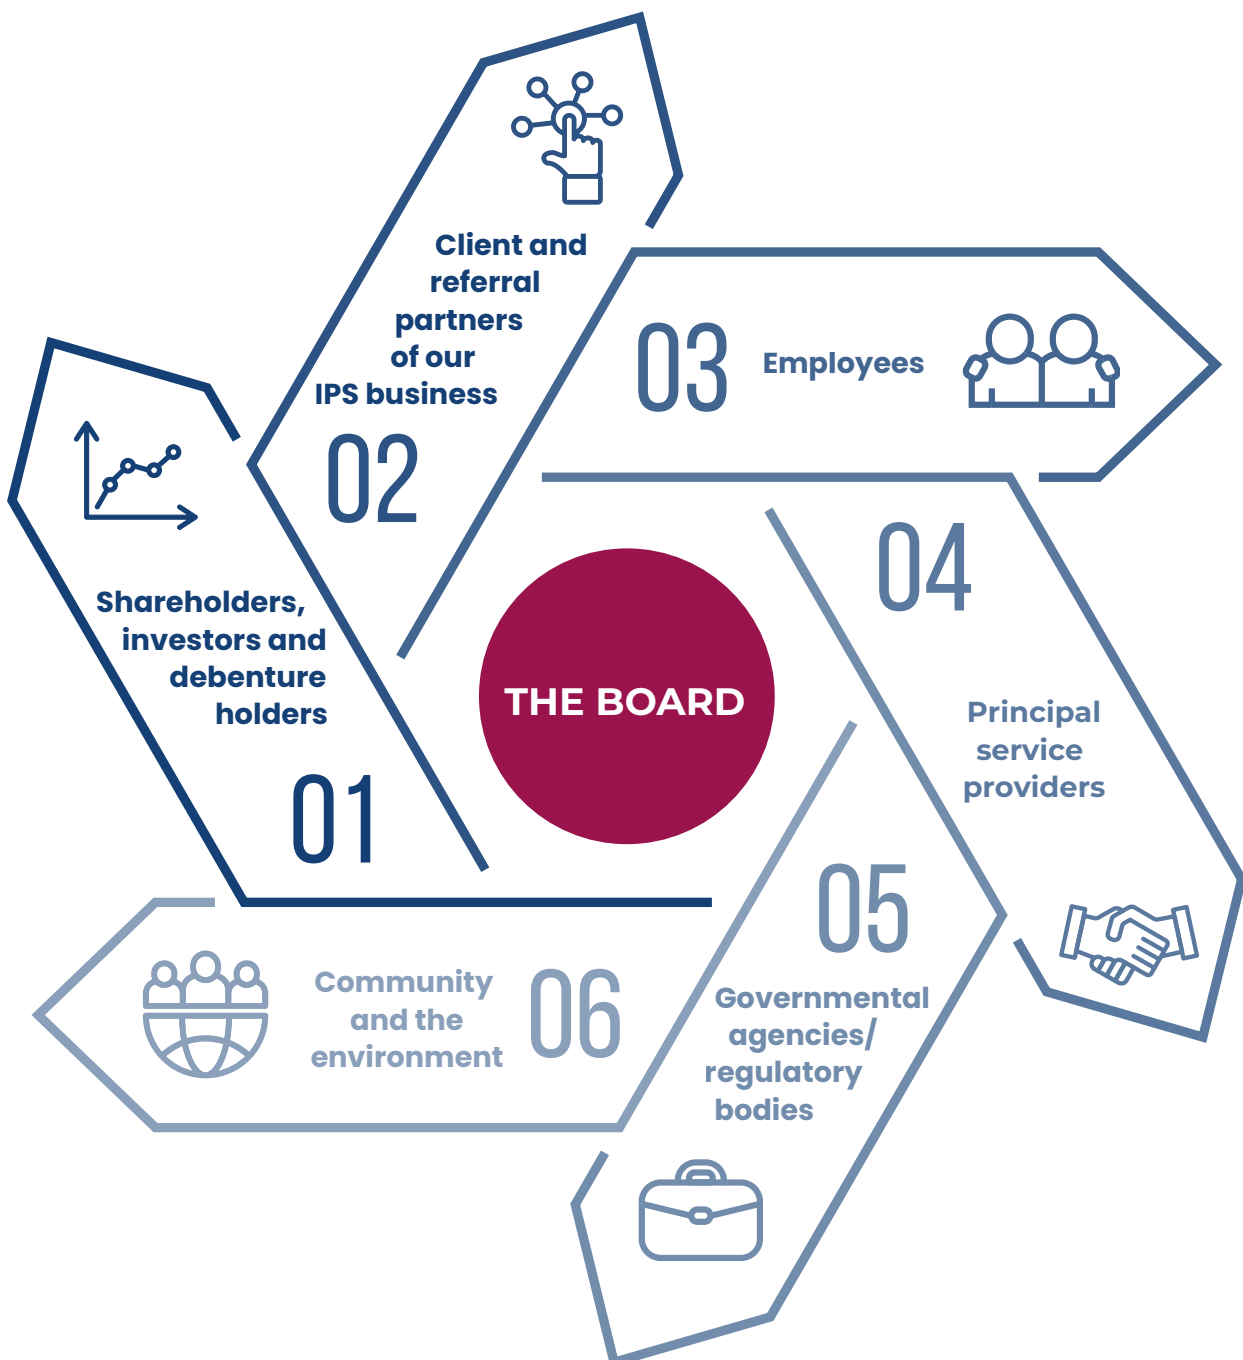 Shareholders,
investors and
debenture
holders
01
Client and
referral
partners
of our
IPS business
02
03
Employees
04
Principal
service
providers
05
Governmental
agencies/
regulatory
bodies
Community
and the
environment
06
THE BOARD